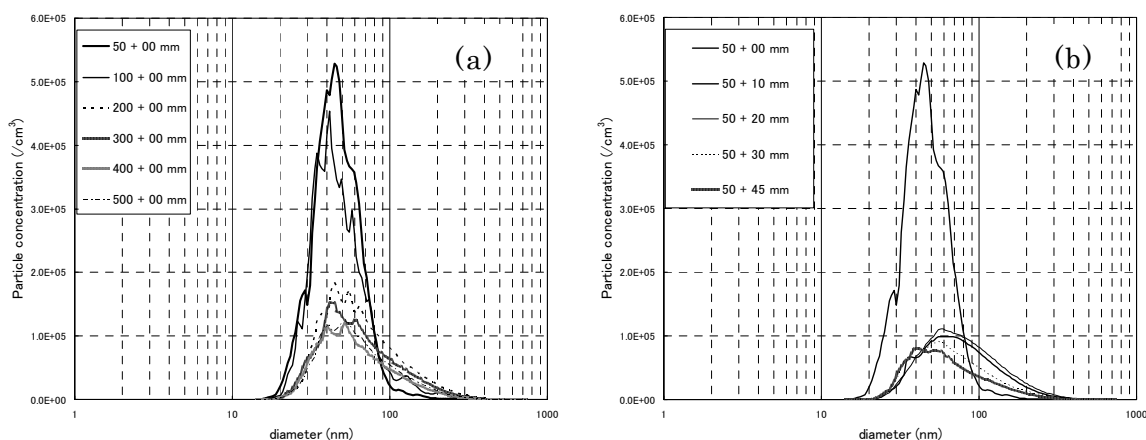 (a)
6.0E+05
5.0E+05
4.0E+05
3.0E+05
2.0E+05
1.0E+05
0.0E+00
Particle concentration (/cm³)
50 + 00 mm
100 + 00 mm
200 + 00 mm
300 + 00 mm
400 + 00 mm
500 + 00 mm
1
10
100
1000
diameter (nm)
(b)
6.0E+05
5.0E+05
4.0E+05
3.0E+05
2.0E+05
1.0E+05
0.0E+00
Particle concentration (/cm³)
50 + 00 mm
50 + 10 mm
50 + 20 mm
50 + 30 mm
50 + 45 mm
1
10
100
1000
diameter (nm)